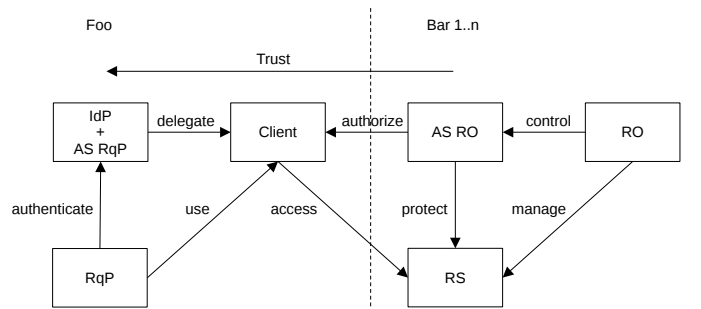 Foo
Bar 1..n
Trust
IdP
+
AS RqP
delegate
Client
authorize
AS RO
control
RO
authenticate
use
access
protect
manage
RqP
RS